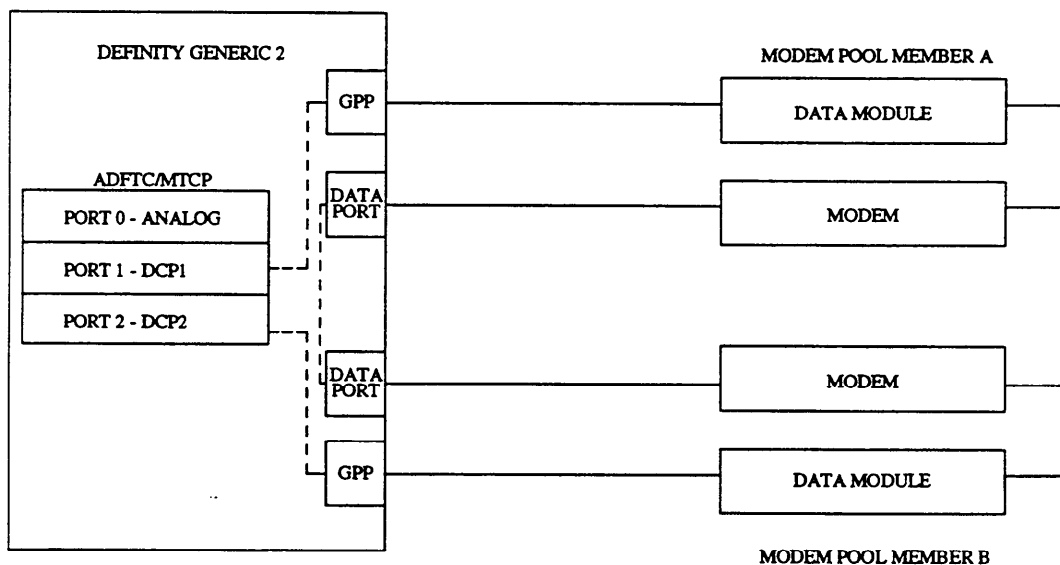 DEFINITY GENERIC 2
MODEM POOL MEMBER A
GPP
DATA MODULE
ADFTC/MTCP
DATA
PORT
MODEM
PORT 0 - ANALOG
PORT 1 - DCP1
PORT 2 - DCP2
DATA
PORT
MODEM
GPP
DATA MODULE
MODEM POOL MEMBER B